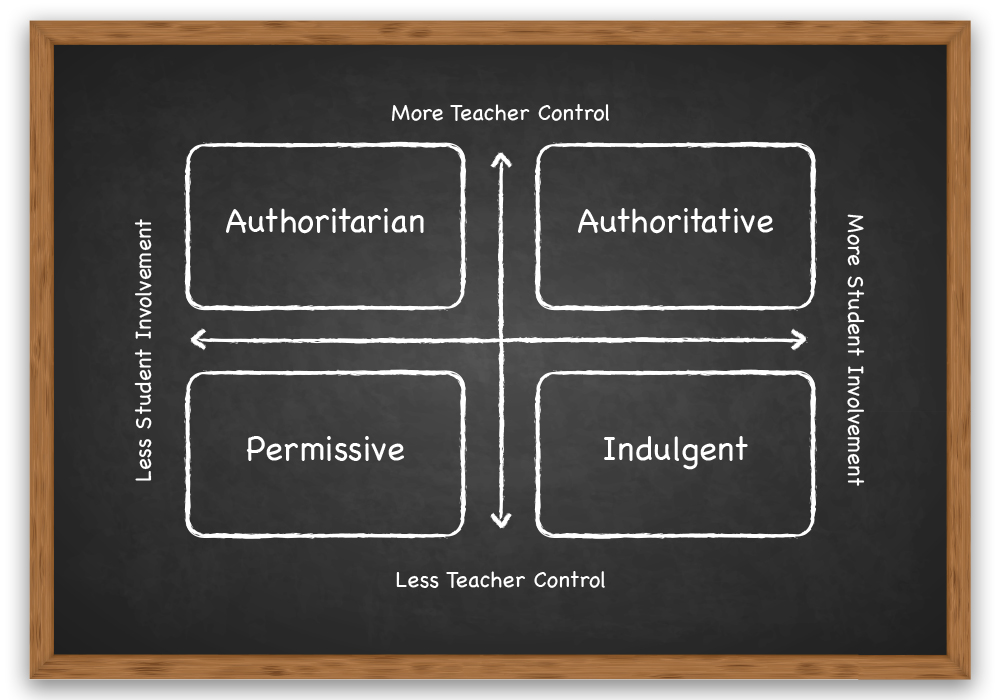 More Teacher Control
Authoritarian
Authoritative
Less Student Involvement
More Student Involvement
Permissive
Indulgent
Less Teacher Control